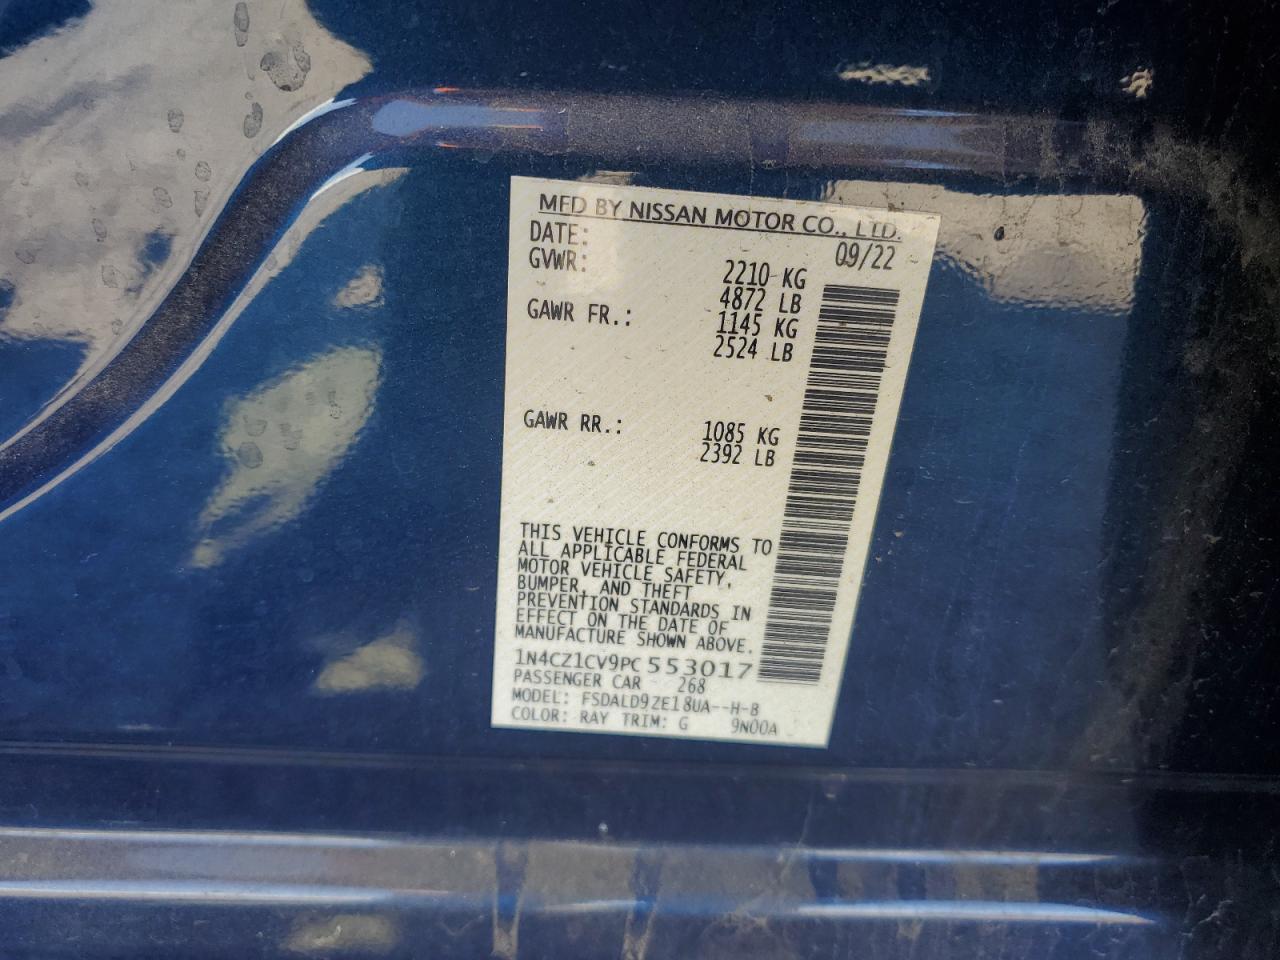 MFD BY NISSAN MOTOR CO., LTD.
DATE: 09/22
GVWR: 2210 KG
4872 LB
GAWR FR.: 1145 KG
2524 LB
GAWR RR.: 1085 KG
2392 LB
THIS VEHICLE CONFORMS TO
ALL APPLICABLE FEDERAL
MOTOR VEHICLE SAFETY,
BUMPER, AND THEFT
PREVENTION STANDARDS IN
EFFECT ON THE DATE OF
MANUFACTURE SHOWN ABOVE.
1N4CZ1CV9PC553017
PASSENGER CAR 268
MODEL: FSDALD9ZE18UA--H-B
COLOR: RAY TRIM: G 9N00A